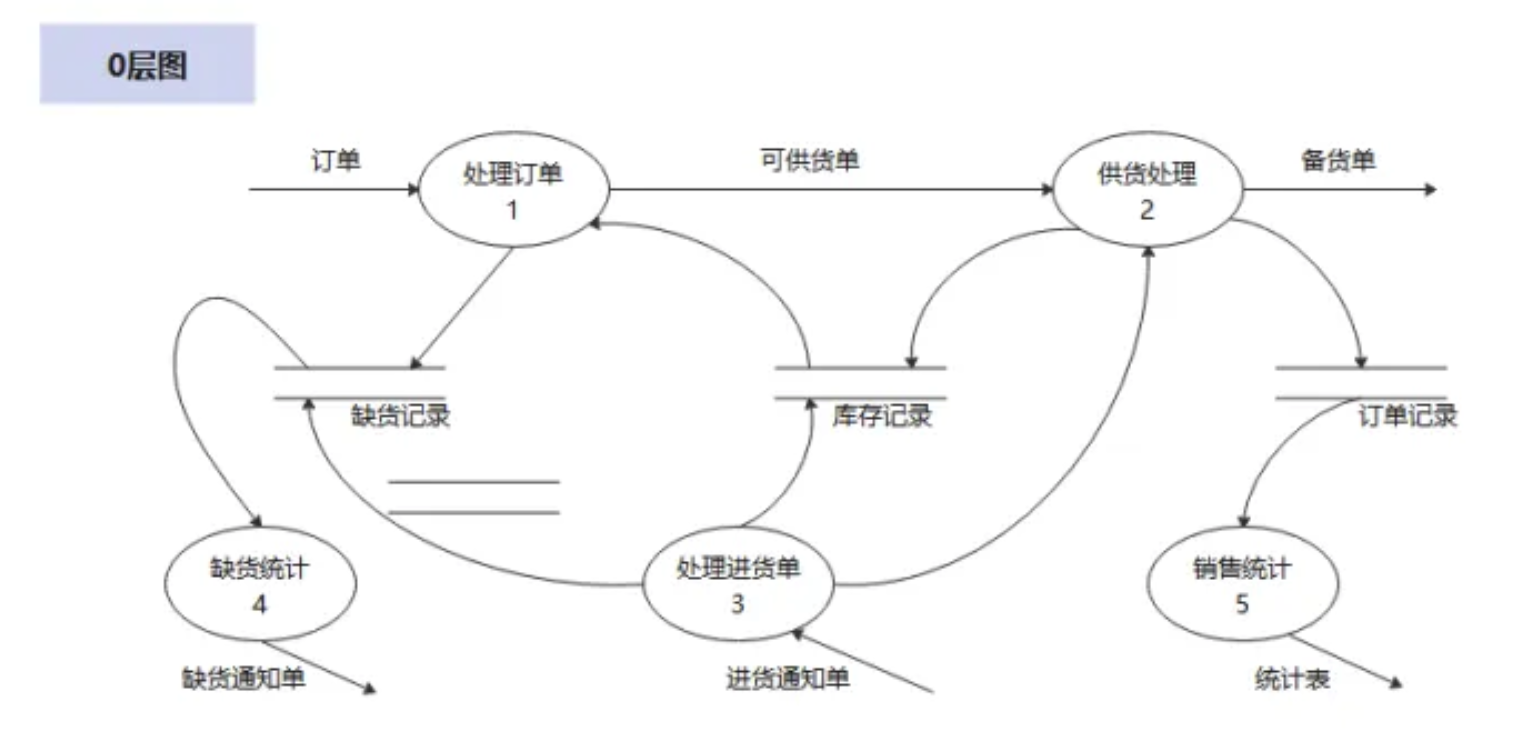 0层图
订单
处理订单
1
可供货单
供货处理
2
备货单
缺货记录
库存记录
订单记录
缺货统计
4
处理进货单
3
销售统计
5
缺货通知单
进货通知单
统计表